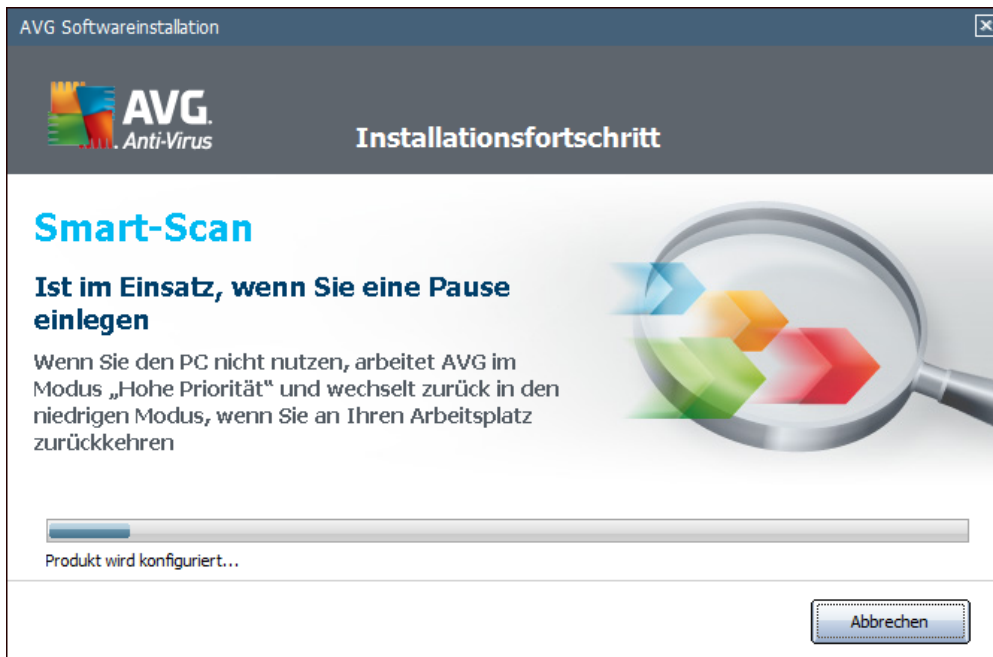 AVG Softwareinstallation
AVG.
Anti-Virus
Installationsfortschritt
Smart-Scan
Ist im Einsatz, wenn Sie eine Pause
einlegen
Wenn Sie den PC nicht nutzen, arbeitet AVG im
Modus „Hohe Priorität“ und wechselt zurück in den
niedrigen Modus, wenn Sie an Ihren Arbeitsplatz
zurückkehren
Produkt wird konfiguriert...
Abbrechen